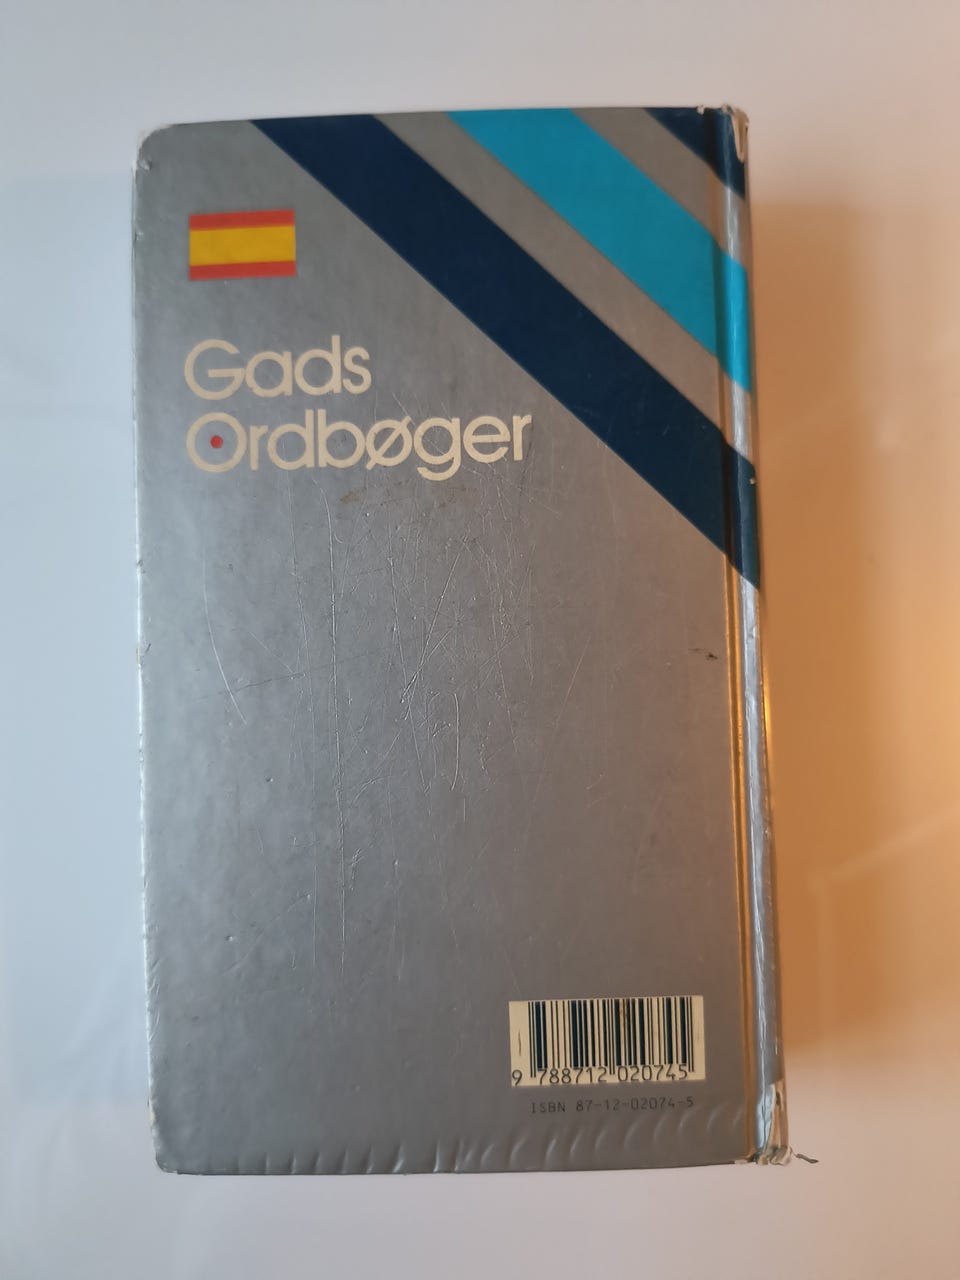 Gads
Ordbøger
9 788712 020745
ISBN 87-12-02074-5